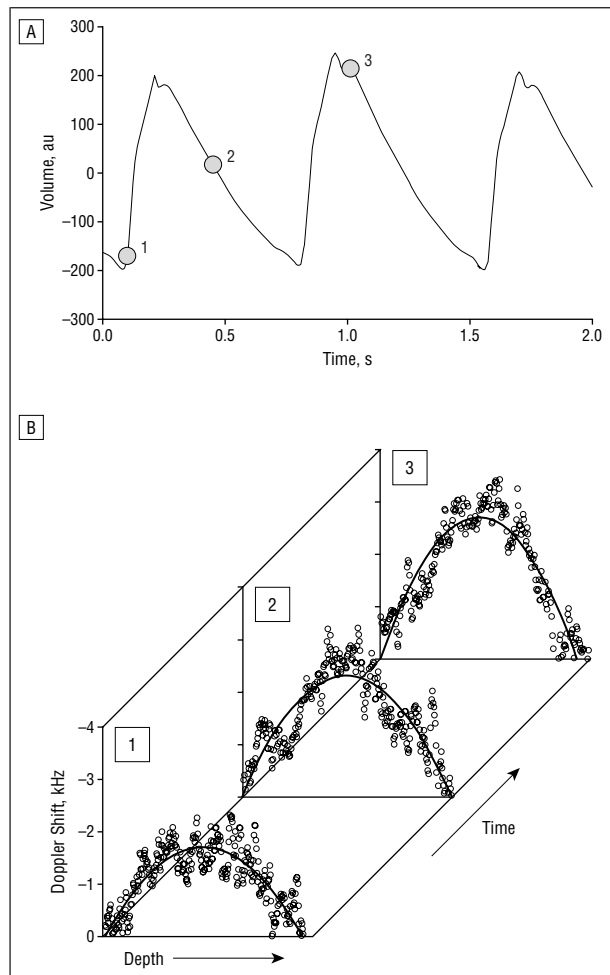 A
300
200
100
0
–100
–200
–300
Volume, au
1
2
3
0.0 0.5 1.0 1.5 2.0
Time, s
B
3
2
1
–4
–3
–2
–1
0
Doppler Shift, kHz
Time
Depth